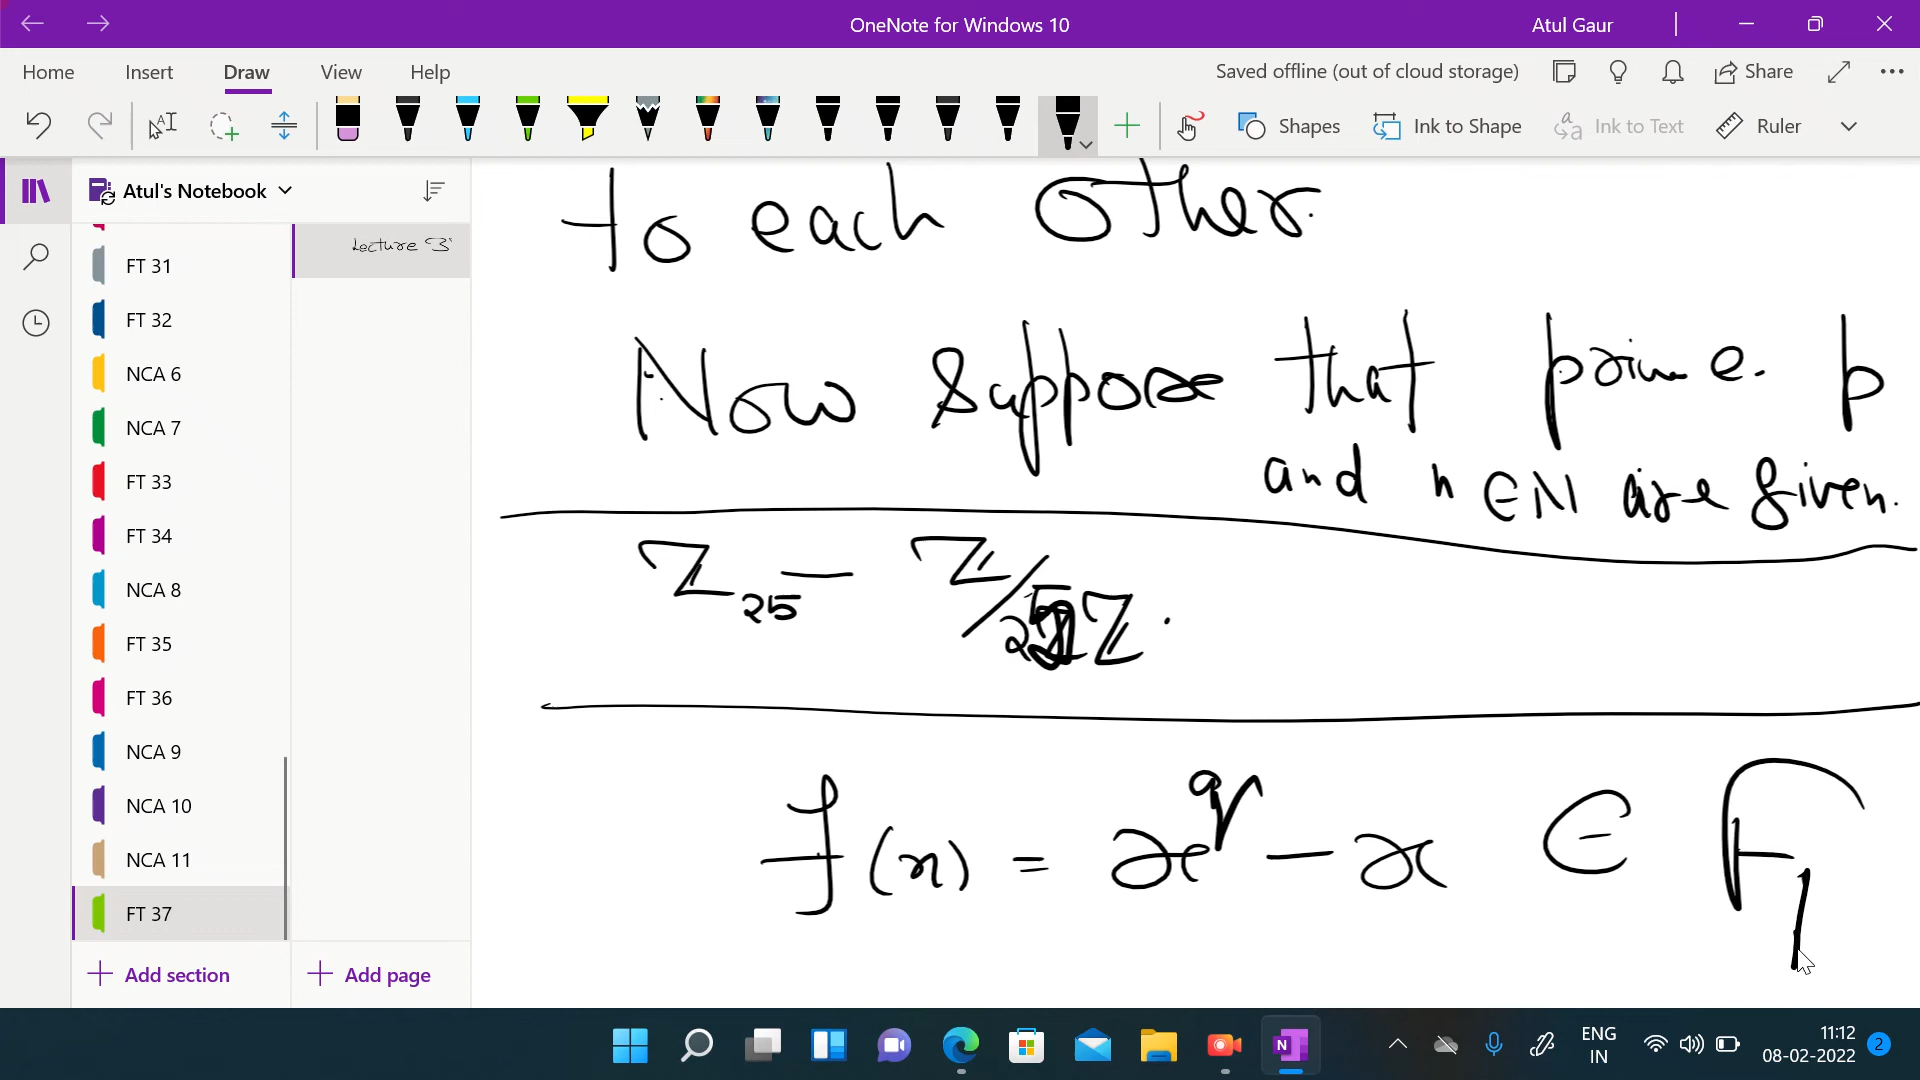 OneNote for Windows 10
Atul Gaur
Home Insert Draw View Help
Saved offline (out of cloud storage)
Share
Shapes
Ink to Shape
Ink to Text
Ruler
Atul's Notebook
Lecture 37
FT 31
FT 32
NCA 6
NCA 7
FT 33
FT 34
NCA 8
FT 35
FT 36
NCA 9
NCA 10
NCA 11
FT 37
Add section
Add page
to each other.
Now suppose that prime p
and n ∈ N are given.
Z₂₅ – Z/25Z.
f(x) = x^q – x ∈ F
ENG
IN
11:12
08-02-2022
2